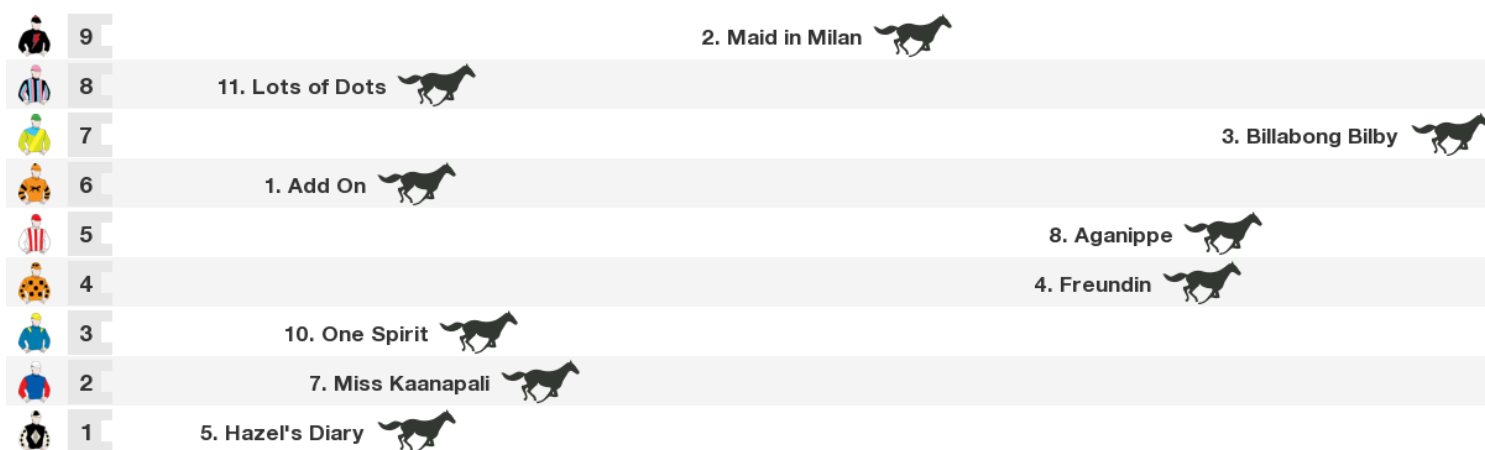 9 2. Maid in Milan
8 11. Lots of Dots
7 3. Billabong Bilby
6 1. Add On
5 8. Aganippe
4 4. Freundin
3 10. One Spirit
2 7. Miss Kaanapali
1 5. Hazel's Diary